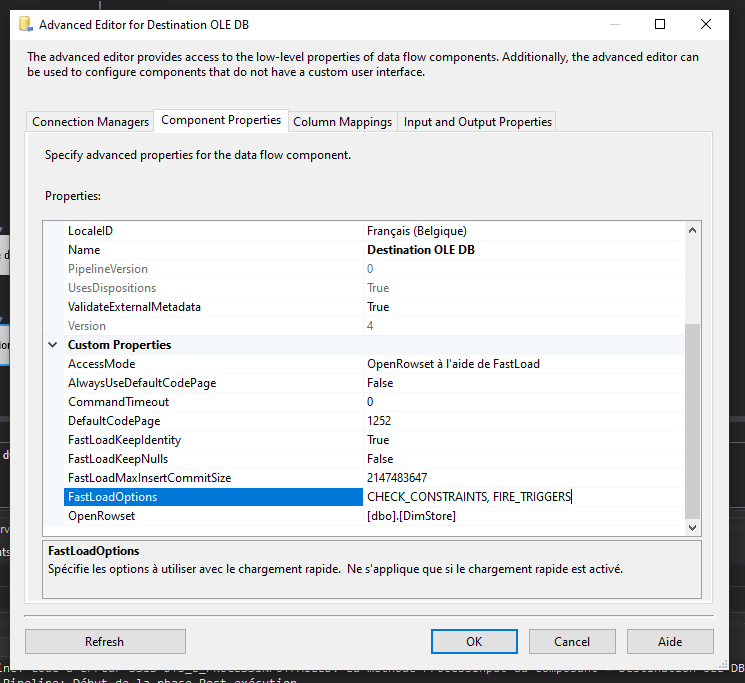 Advanced Editor for Destination OLE DB
The advanced editor provides access to the low-level properties of data flow components. Additionally, the advanced editor can
be used to configure components that do not have a custom user interface.
Connection Managers Component Properties Column Mappings Input and Output Properties
Specify advanced properties for the data flow component.
Properties:
LocaleID Français (Belgique)
Name Destination OLE DB
PipelineVersion 0
UsesDispositions True
ValidateExternalMetadata True
Version 4
Custom Properties
AccessMode OpenRowset à l'aide de FastLoad
AlwaysUseDefaultCodePage False
CommandTimeout 0
DefaultCodePage 1252
FastLoadKeepIdentity True
FastLoadKeepNulls False
FastLoadMaxInsertCommitSize 2147483647
FastLoadOptions CHECK_CONSTRAINTS, FIRE_TRIGGERS
OpenRowset [dbo].[DimStore]
FastLoadOptions
Spécifie les options à utiliser avec le chargement rapide. Ne s'applique que si le chargement rapide est activé.
Refresh OK Cancel Aide
Pipeline: Début de la phase Post-exécution